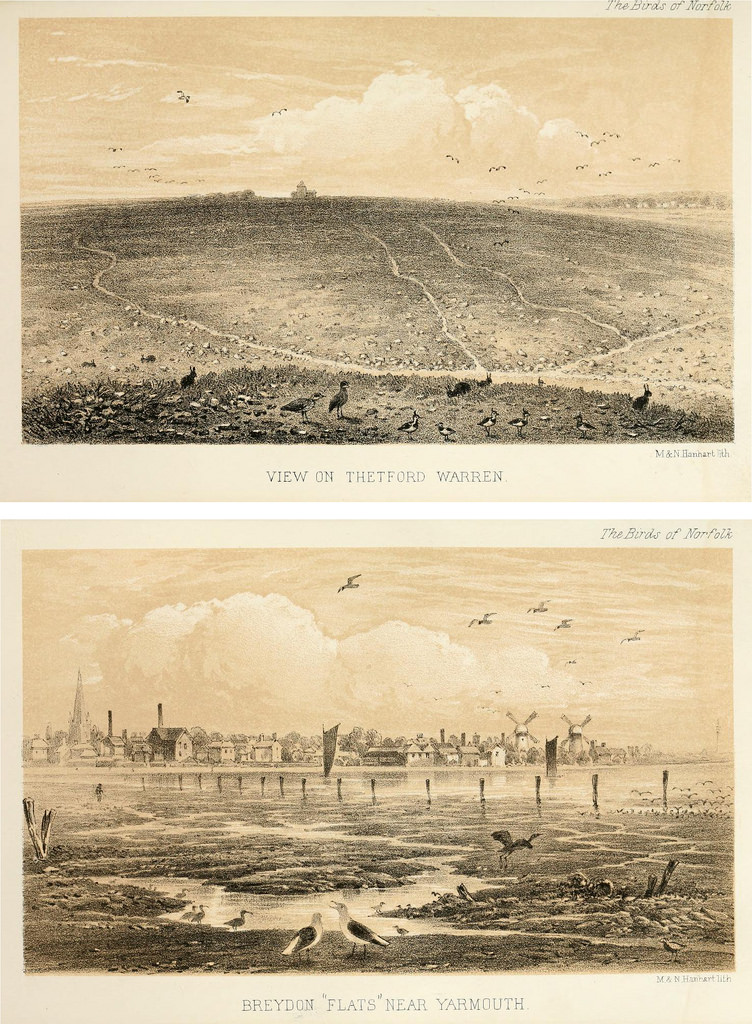 The Birds of Norfolk
M & N. Hanhart lith
VIEW ON THETFORD WARREN.
The Birds of Norfolk
M & N. Hanhart lith
BREYDON "FLATS" NEAR YARMOUTH.